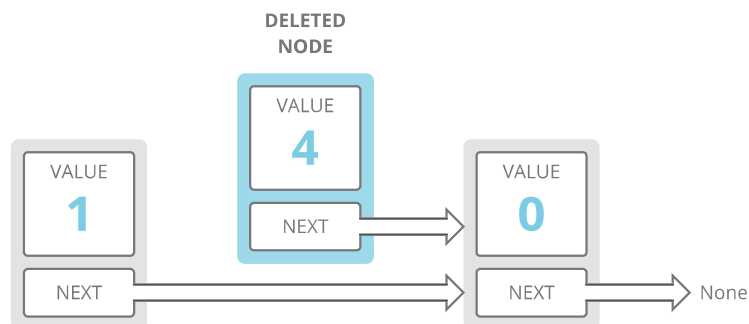 DELETED
NODE
VALUE
4
NEXT
VALUE
1
NEXT
VALUE
0
NEXT
None